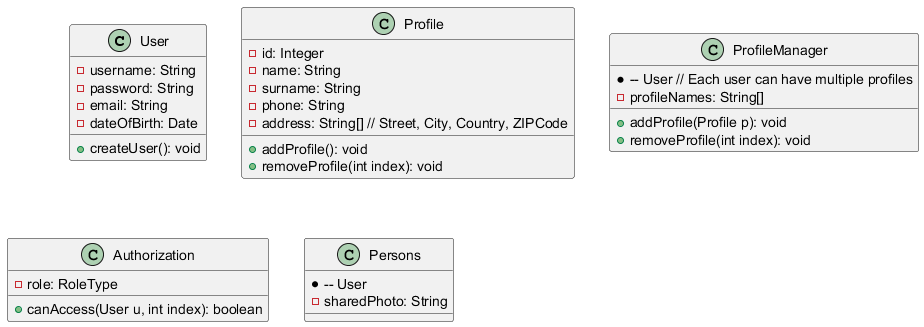 C User
username: String
password: String
email: String
dateOfBirth: Date
createUser(): void
C Profile
id: Integer
name: String
surname: String
phone: String
address: String[] // Street, City, Country, ZIPCode
addProfile(): void
removeProfile(int index): void
C ProfileManager
-- User // Each user can have multiple profiles
profileNames: String[]
addProfile(Profile p): void
removeProfile(int index): void
C Authorization
role: RoleType
canAccess(User u, int index): boolean
C Persons
-- User
sharedPhoto: String